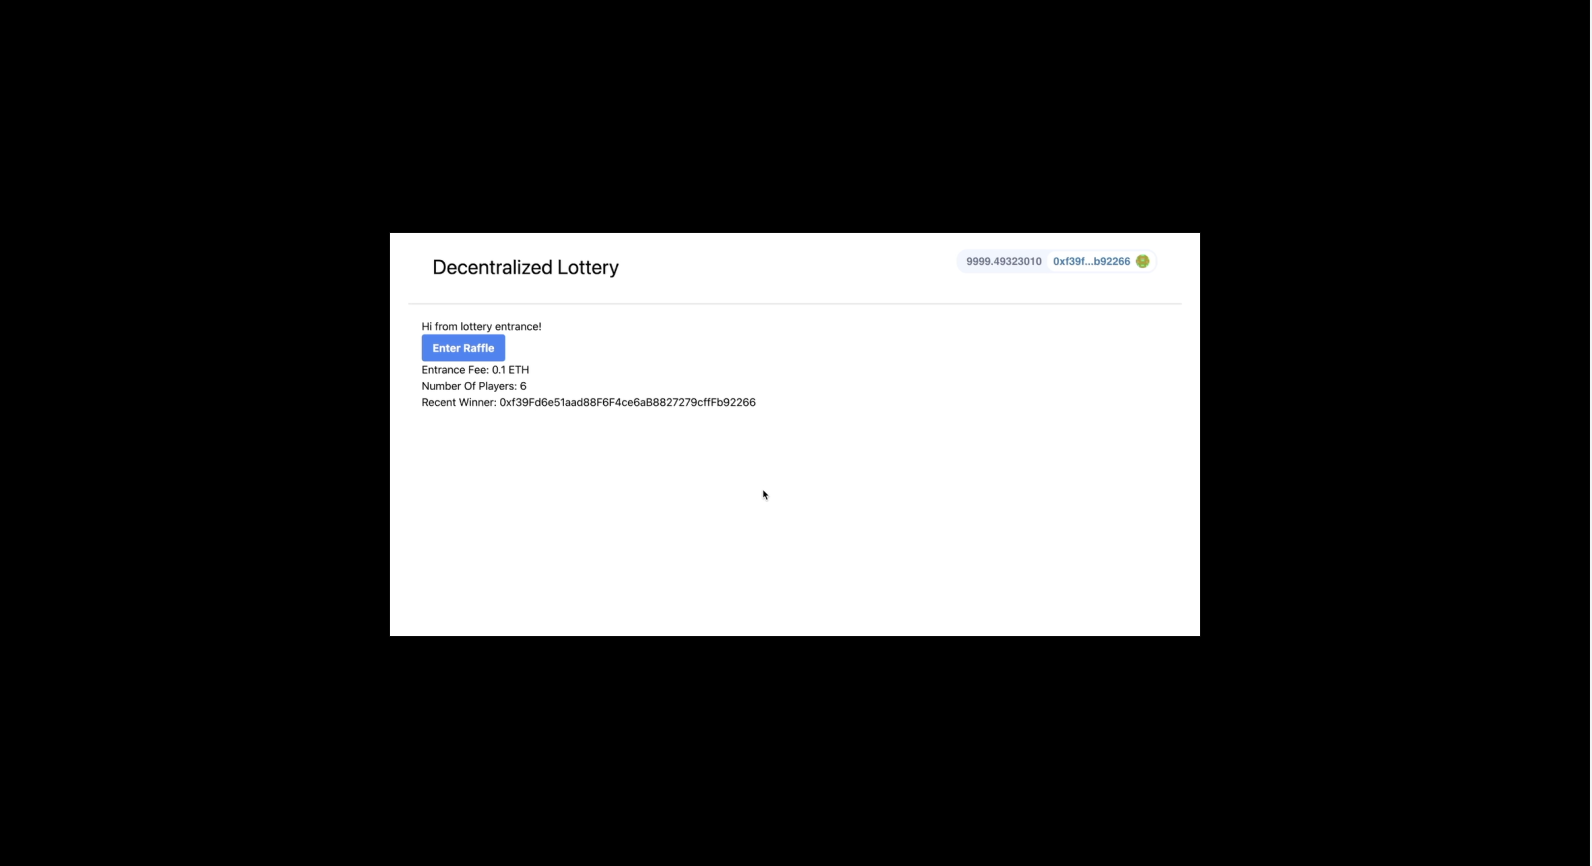 Decentralized Lottery
9999.49323010 0xf39f...b92266
Hi from lottery entrance!
Enter Raffle
Entrance Fee: 0.1 ETH
Number Of Players: 6
Recent Winner: 0xf39Fd6e51aad88F6F4ce6aB8827279cffFb92266